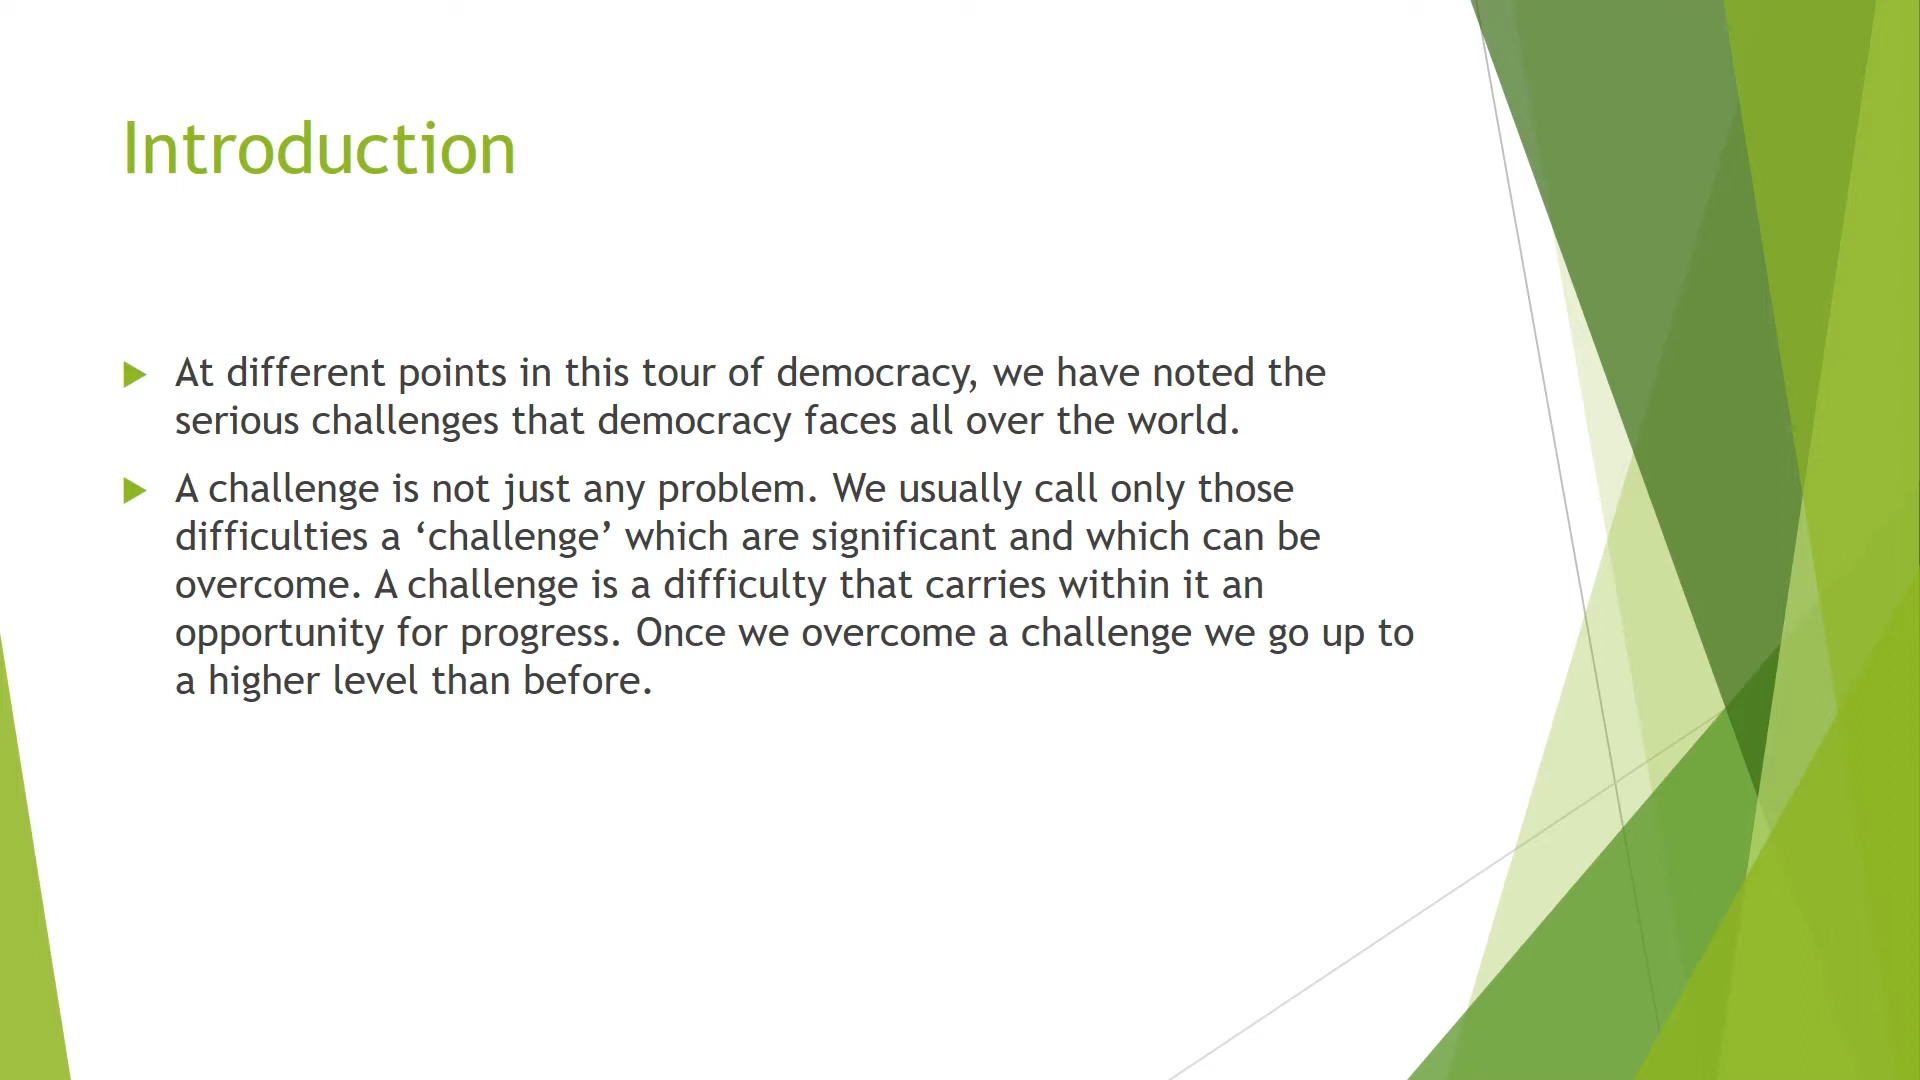 Introduction
At different points in this tour of democracy, we have noted the
serious challenges that democracy faces all over the world.
A challenge is not just any problem. We usually call only those
difficulties a ‘challenge’ which are significant and which can be
overcome. A challenge is a difficulty that carries within it an
opportunity for progress. Once we overcome a challenge we go up to
a higher level than before.